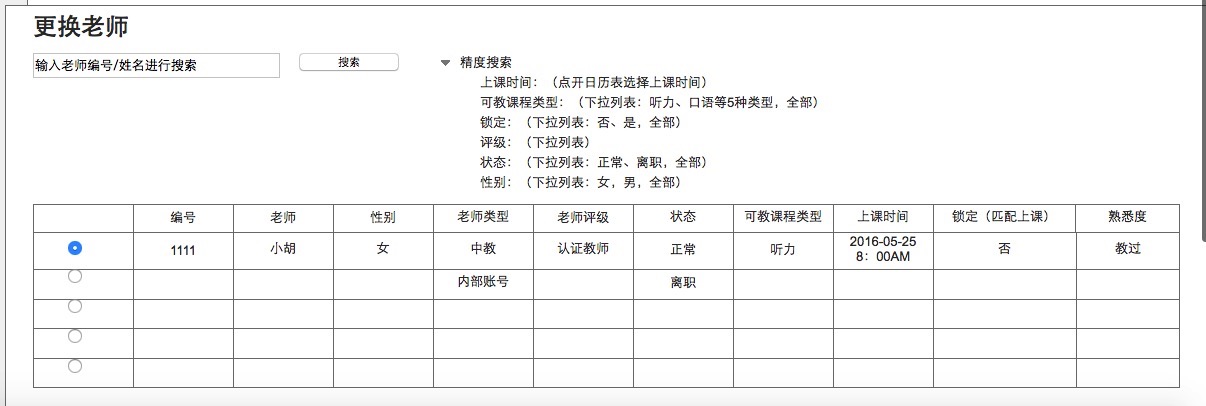 更换老师
输入老师编号/姓名进行搜索
搜索
精度搜索
上课时间：（点开日历表选择上课时间）
可教课程类型：（下拉列表：听力、口语等5种类型，全部）
锁定：（下拉列表：否、是，全部）
评级：（下拉列表）
状态：（下拉列表：正常、离职，全部）
性别：（下拉列表：女，男，全部）
编号 老师 性别 老师类型 老师评级 状态 可教课程类型 上课时间 锁定（匹配上课） 熟悉度
1111 小胡 女 中教 认证教师 正常 听力 2016-05-25 否 教过
8：00AM
内部账号 离职